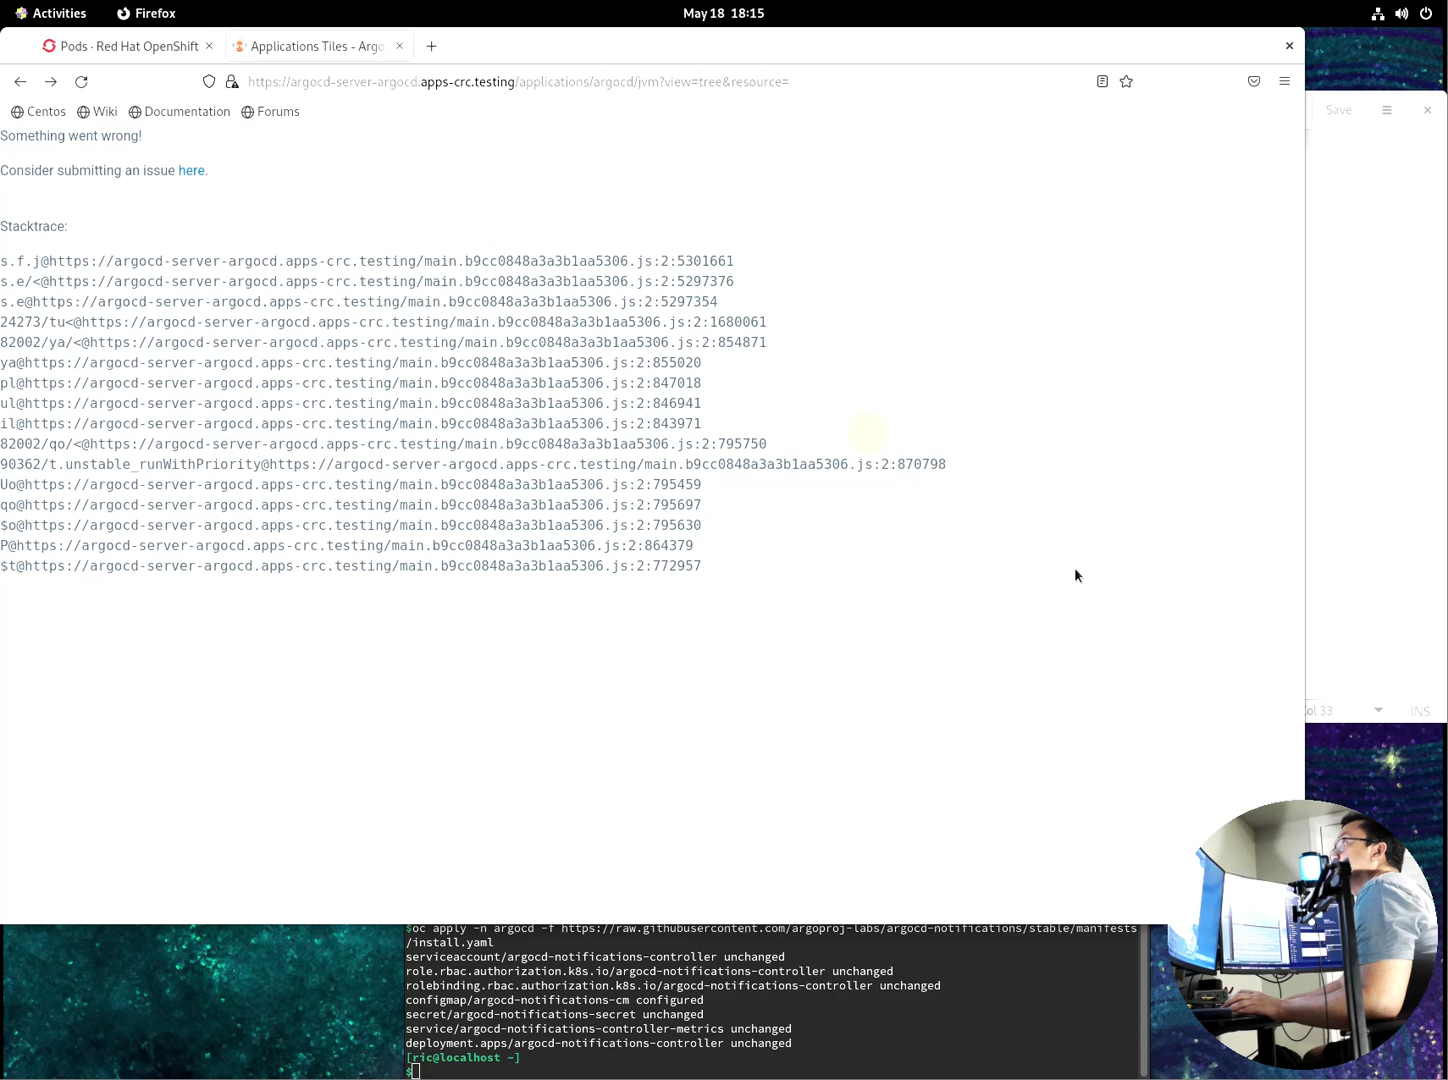 Activities
Firefox
May 18 18:15
Pods · Red Hat OpenShift
Applications Tiles - Argo
https://argocd-server-argocd.apps-crc.testing/applications/argocd/jvm?view=tree&resource=
Centos
Wiki
Documentation
Forums
Save
Something went wrong!
Consider submitting an issue here.
Stacktrace:
s.f.j@https://argocd-server-argocd.apps-crc.testing/main.b9cc0848a3a3b1aa5306.js:2:5301661
s.e/<@https://argocd-server-argocd.apps-crc.testing/main.b9cc0848a3a3b1aa5306.js:2:5297376
s.e@https://argocd-server-argocd.apps-crc.testing/main.b9cc0848a3a3b1aa5306.js:2:5297354
24273/tu<@https://argocd-server-argocd.apps-crc.testing/main.b9cc0848a3a3b1aa5306.js:2:1680061
82002/ya/<@https://argocd-server-argocd.apps-crc.testing/main.b9cc0848a3a3b1aa5306.js:2:854871
ya@https://argocd-server-argocd.apps-crc.testing/main.b9cc0848a3a3b1aa5306.js:2:855020
pl@https://argocd-server-argocd.apps-crc.testing/main.b9cc0848a3a3b1aa5306.js:2:847018
ul@https://argocd-server-argocd.apps-crc.testing/main.b9cc0848a3a3b1aa5306.js:2:846941
il@https://argocd-server-argocd.apps-crc.testing/main.b9cc0848a3a3b1aa5306.js:2:843971
82002/qo/<@https://argocd-server-argocd.apps-crc.testing/main.b9cc0848a3a3b1aa5306.js:2:795750
90362/t.unstable_runWithPriority@https://argocd-server-argocd.apps-crc.testing/main.b9cc0848a3a3b1aa5306.js:2:870798
Uo@https://argocd-server-argocd.apps-crc.testing/main.b9cc0848a3a3b1aa5306.js:2:795459
qo@https://argocd-server-argocd.apps-crc.testing/main.b9cc0848a3a3b1aa5306.js:2:795697
$o@https://argocd-server-argocd.apps-crc.testing/main.b9cc0848a3a3b1aa5306.js:2:795630
P@https://argocd-server-argocd.apps-crc.testing/main.b9cc0848a3a3b1aa5306.js:2:864379
$t@https://argocd-server-argocd.apps-crc.testing/main.b9cc0848a3a3b1aa5306.js:2:772957
Col 33
INS
$oc apply -n argocd -f https://raw.githubusercontent.com/argoproj-labs/argocd-notifications/stable/manifests
/install.yaml
serviceaccount/argocd-notifications-controller unchanged
role.rbac.authorization.k8s.io/argocd-notifications-controller unchanged
rolebinding.rbac.authorization.k8s.io/argocd-notifications-controller unchanged
configmap/argocd-notifications-cm configured
secret/argocd-notifications-secret unchanged
service/argocd-notifications-controller-metrics unchanged
deployment.apps/argocd-notifications-controller unchanged
[ric@localhost ~]
$